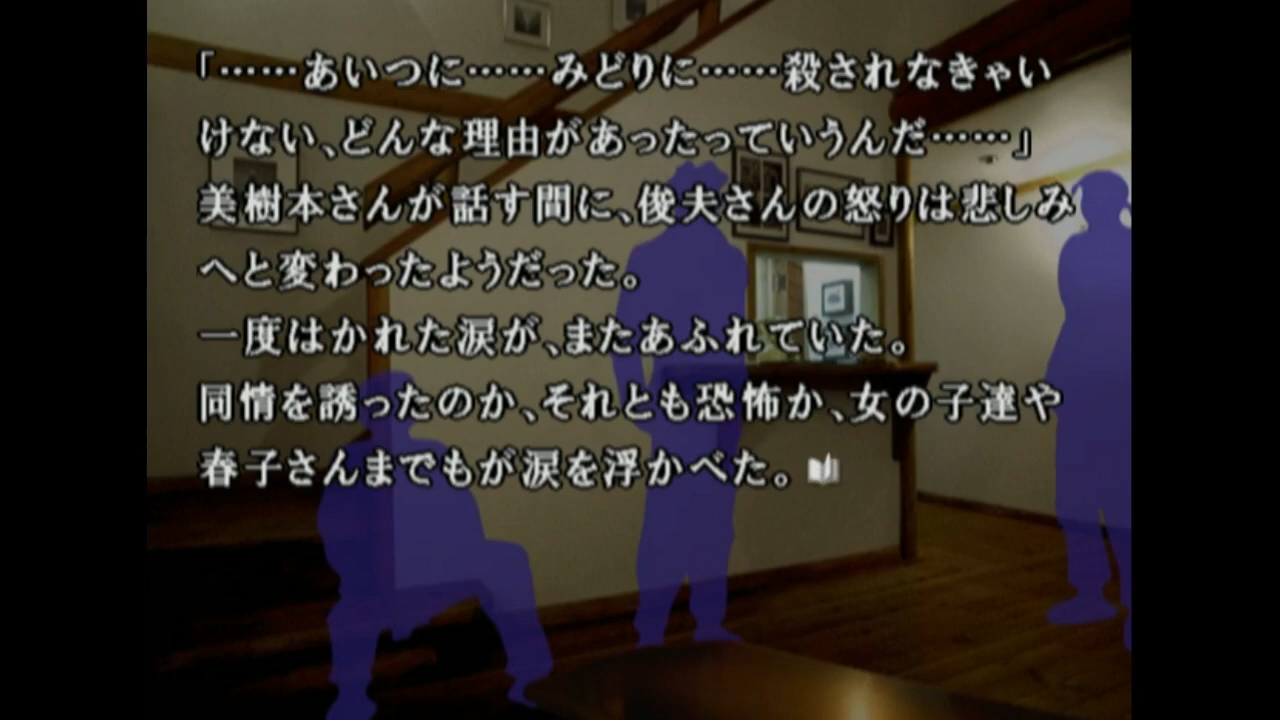 「……あいつに……みどりに……殺されなきゃい
けない、どんな理由があったっていうんだ……」
美樹本さんが話す間に、俊夫さんの怒りは悲しみ
へと変わったようだった。
一度はかれた涙が、またあふれていた。
同情を誘ったのか、それとも恐怖か、女の子達や
春子さんまでもが涙を浮かべた。